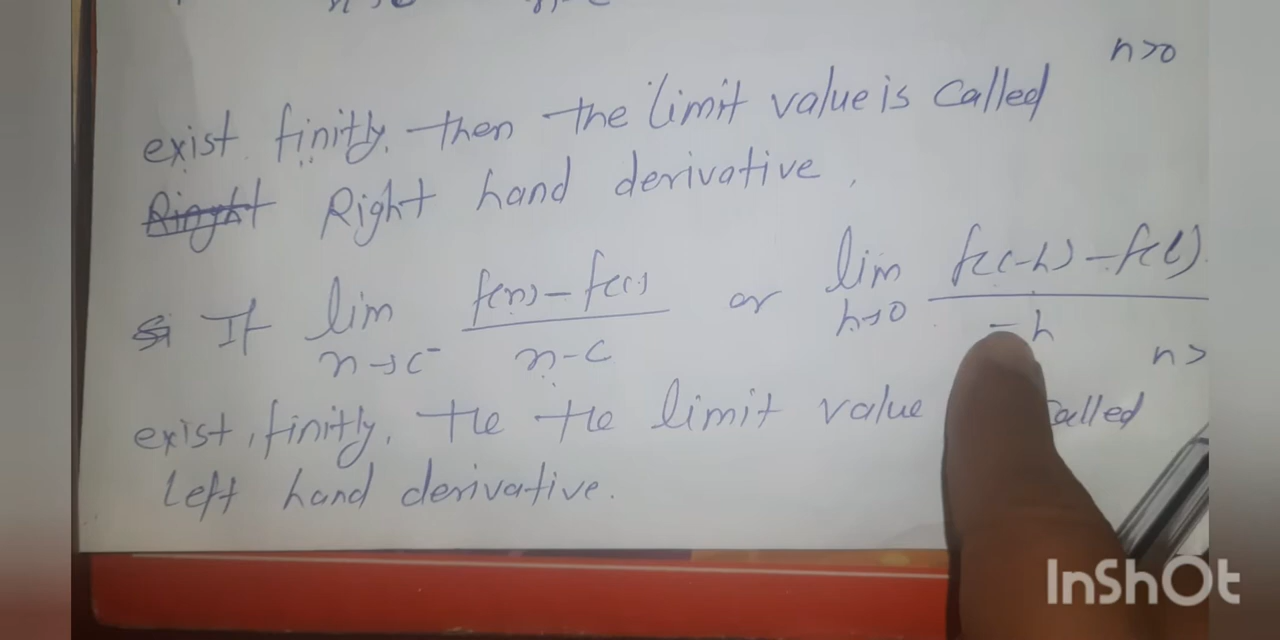 h>0
exist finitly, then the limit value is called
Right hand derivative,
If lim f(n)-f(c) or lim f(c-h)-f(c)
n→c⁻ n-c h→0 -h
h>
exist, finitly, the the limit value called
Left hand derivative.
InShOt